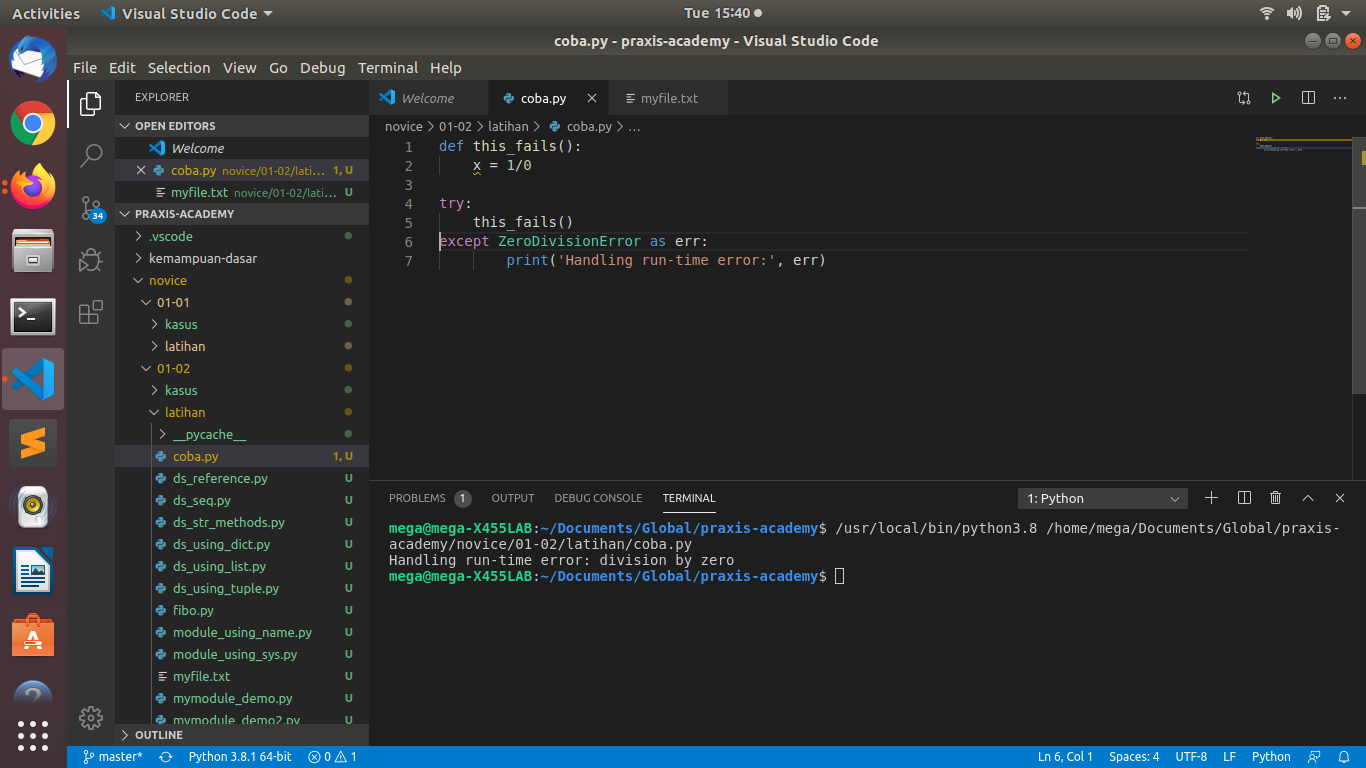 Activities Visual Studio Code Tue 15:40
coba.py - praxis-academy - Visual Studio Code
File Edit Selection View Go Debug Terminal Help
EXPLORER
OPEN EDITORS
Welcome
coba.py novice/01-02/lati... 1, U
myfile.txt novice/01-02/lati... U
PRAXIS-ACADEMY
.vscode
kemampuan-dasar
novice
01-01
kasus
latihan
01-02
kasus
latihan
__pycache__
coba.py 1, U
ds_reference.py U
ds_seq.py U
ds_str_methods.py U
ds_using_dict.py U
ds_using_list.py U
ds_using_tuple.py U
fibo.py U
module_using_name.py U
module_using_sys.py U
myfile.txt U
mymodule_demo.py U
mymodule_demo2.py U
OUTLINE
34
Welcome coba.py myfile.txt
novice > 01-02 > latihan > coba.py > ...
1 def this_fails():
2 x = 1/0
3
4 try:
5 this_fails()
6 except ZeroDivisionError as err:
7 print('Handling run-time error:', err)
PROBLEMS 1 OUTPUT DEBUG CONSOLE TERMINAL 1: Python
mega@mega-X455LAB:~/Documents/Global/praxis-academy$ /usr/local/bin/python3.8 /home/mega/Documents/Global/praxis-
academy/novice/01-02/latihan/coba.py
Handling run-time error: division by zero
mega@mega-X455LAB:~/Documents/Global/praxis-academy$
master* Python 3.8.1 64-bit 0 1 Ln 6, Col 1 Spaces: 4 UTF-8 LF Python